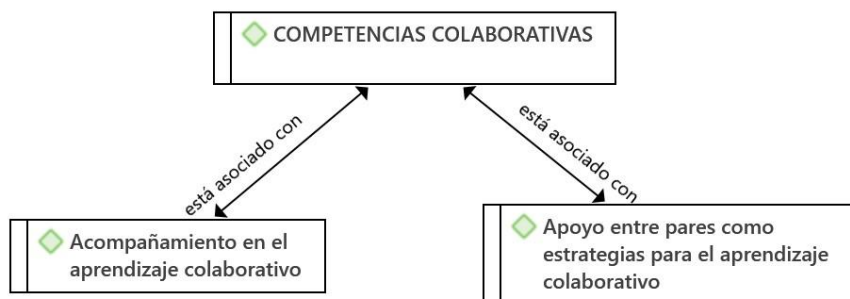 COMPETENCIAS COLABORATIVAS
está asociado con
está asociado con
Acompañamiento en el
aprendizaje colaborativo
Apoyo entre pares como
estrategias para el aprendizaje
colaborativo